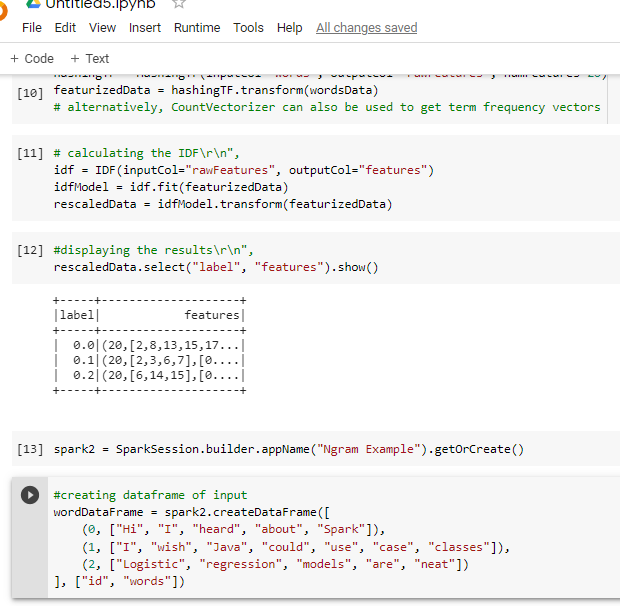 Untitled5.ipynb
File Edit View Insert Runtime Tools Help All changes saved
+ Code + Text
[10] featurizedData = hashingTF.transform(wordsData)
# alternatively, CountVectorizer can also be used to get term frequency vectors
[11] # calculating the IDF\r\n",
idf = IDF(inputCol="rawFeatures", outputCol="features")
idfModel = idf.fit(featurizedData)
rescaledData = idfModel.transform(featurizedData)
[12] #displaying the results\r\n",
rescaledData.select("label", "features").show()
+-----+--------------------+
|label|            features|
+-----+--------------------+
|  0.0|(20,[2,8,13,15,17...|
|  0.1|(20,[2,3,6,7],[0....|
|  0.2|(20,[6,14,15],[0....|
+-----+--------------------+
[13] spark2 = SparkSession.builder.appName("Ngram Example").getOrCreate()
#creating dataframe of input
wordDataFrame = spark2.createDataFrame([
    (0, ["Hi", "I", "heard", "about", "Spark"]),
    (1, ["I", "wish", "Java", "could", "use", "case", "classes"]),
    (2, ["Logistic", "regression", "models", "are", "neat"])
], ["id", "words"])